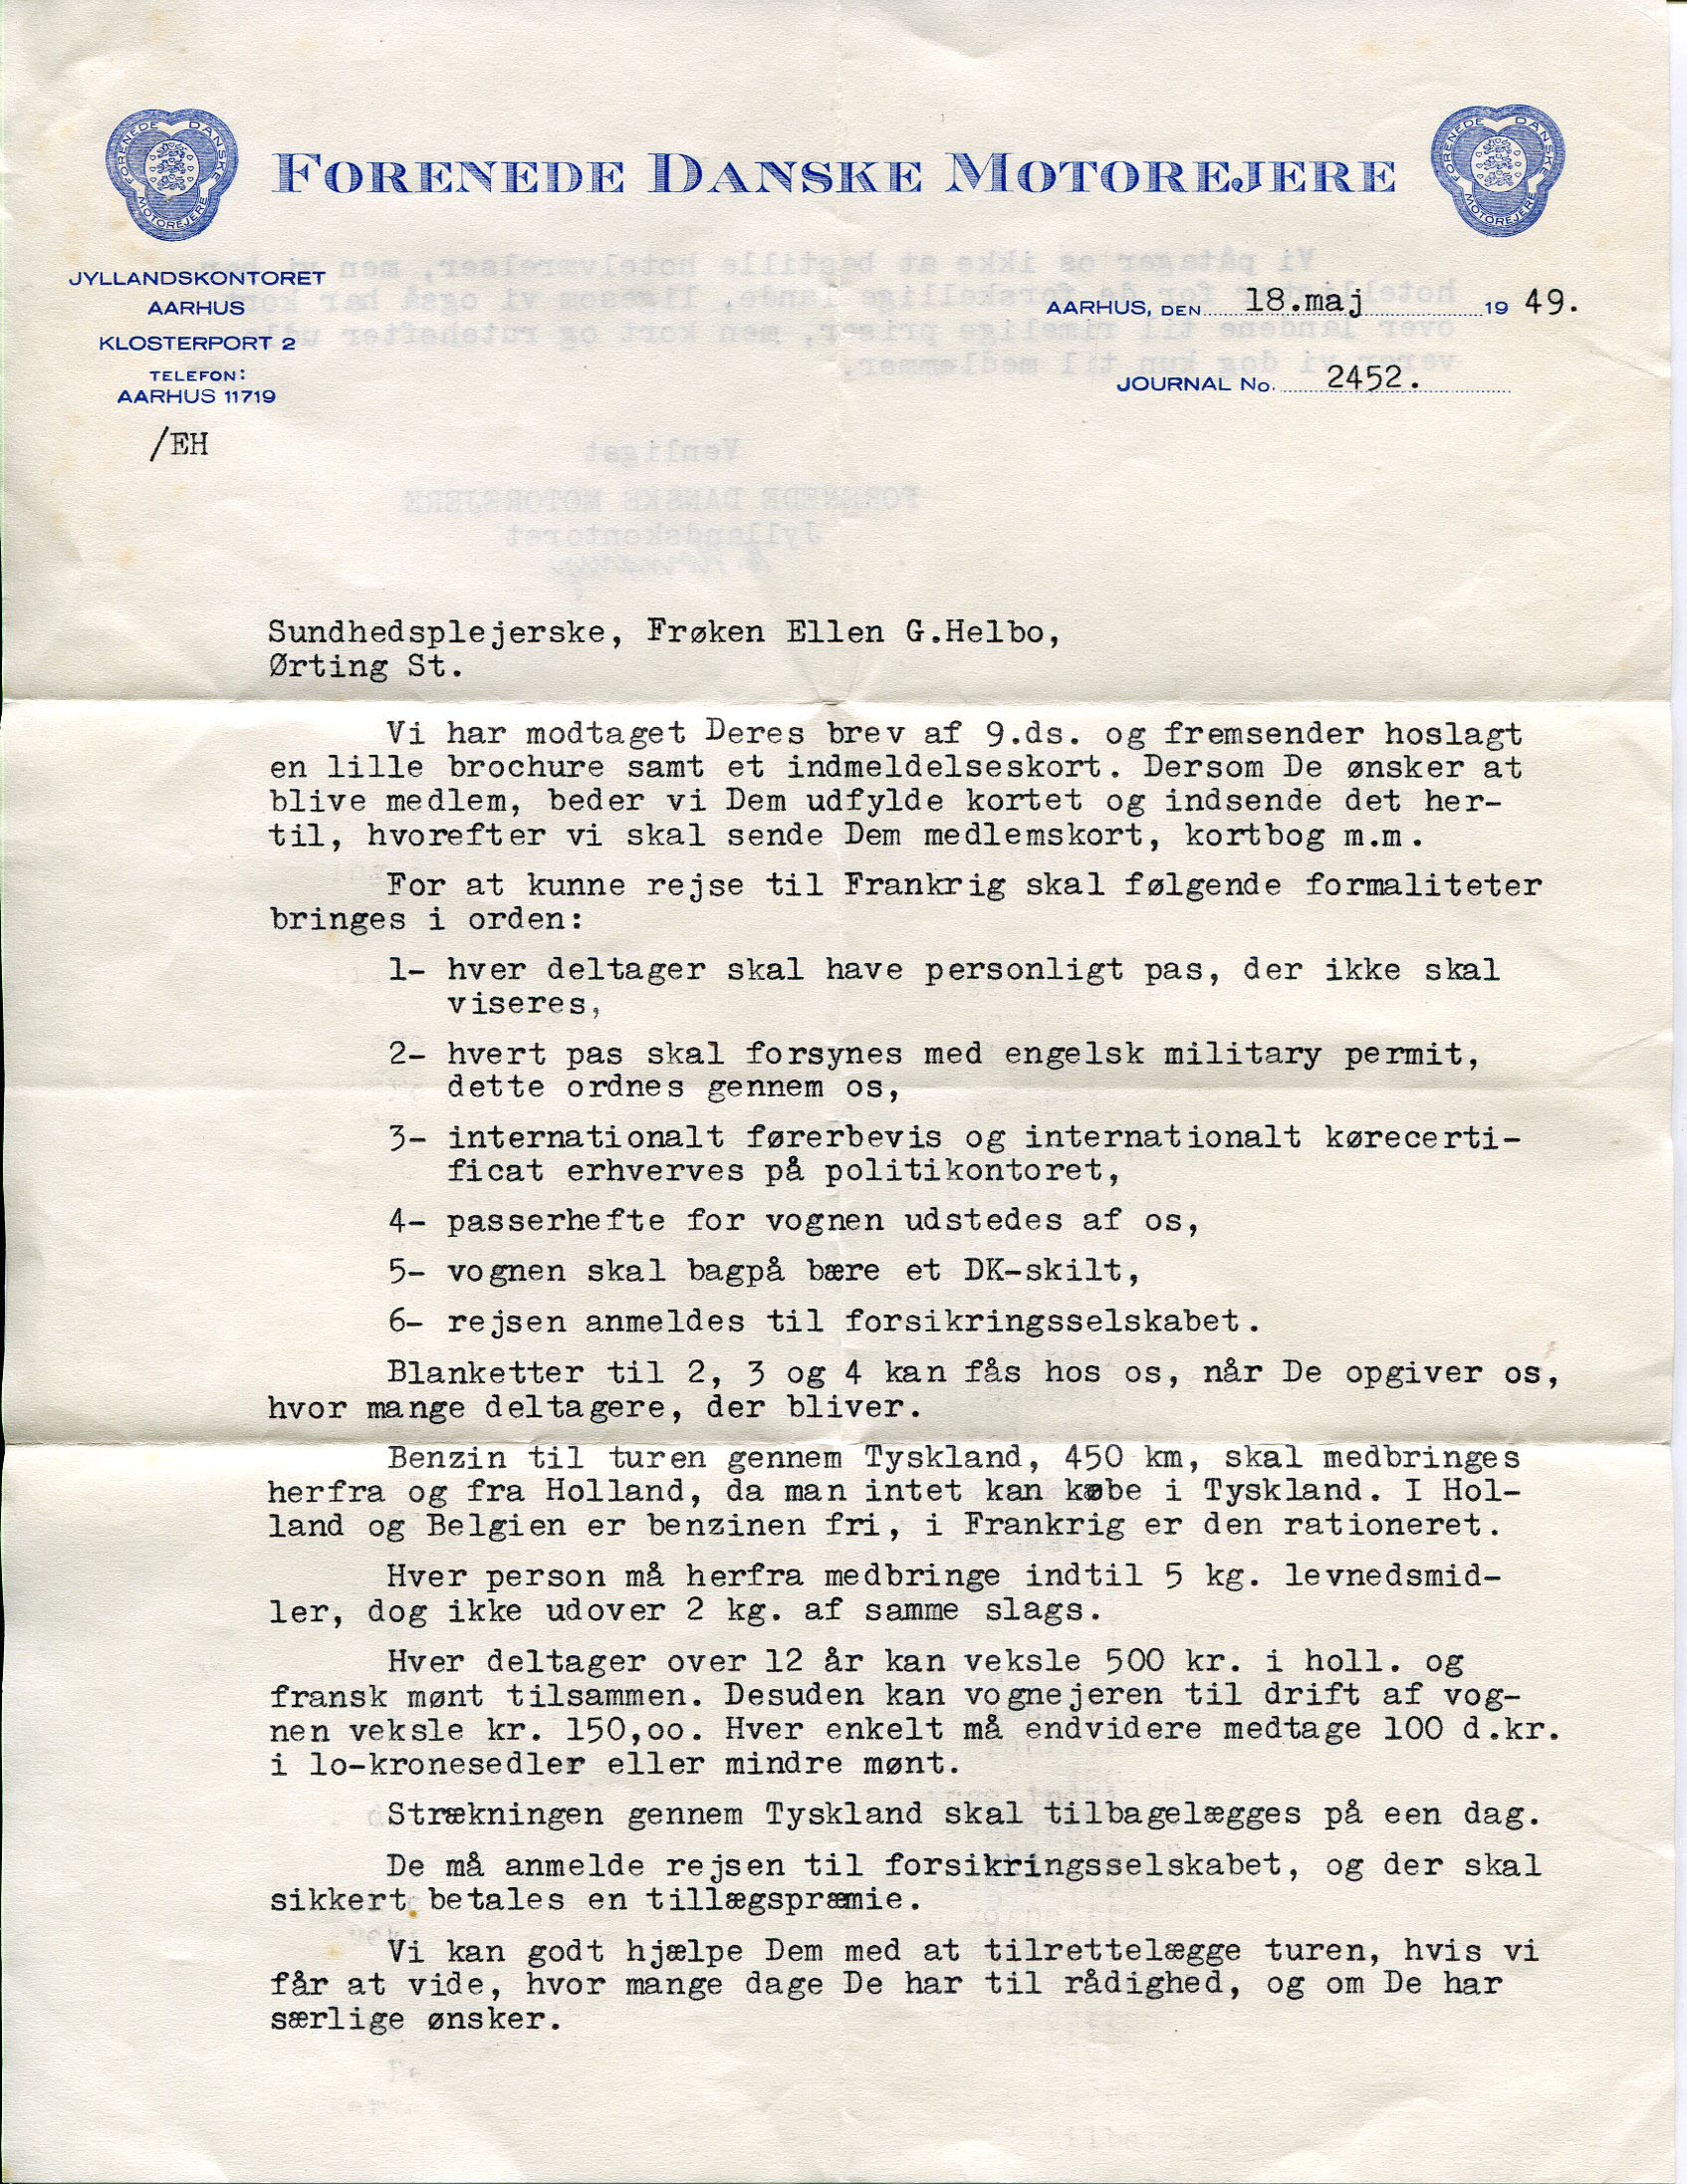 FORENEDE DANSKE MOTOREJERE
FORENEDE DANSKE MOTOREJERE
FORENEDE DANSKE MOTOREJERE
JYLLANDSKONTORET
AARHUS
KLOSTERPORT 2
TELEFON:
AARHUS 11719
/EH
AARHUS, DEN 18.maj 19 49.
JOURNAL No. 2452.
Sundhedsplejerske, Frøken Ellen G.Helbo,
Ørting St.
Vi har modtaget Deres brev af 9.ds. og fremsender hoslagt
en lille brochure samt et indmeldelseskort. Dersom De ønsker at
blive medlem, beder vi Dem udfylde kortet og indsende det her-
til, hvorefter vi skal sende Dem medlemskort, kortbog m.m.
For at kunne rejse til Frankrig skal følgende formaliteter
bringes i orden:
1- hver deltager skal have personligt pas, der ikke skal
viseres,
2- hvert pas skal forsynes med engelsk military permit,
dette ordnes gennem os,
3- internationalt førerbevis og internationalt kørecerti-
ficat erhverves på politikontoret,
4- passerhefte for vognen udstedes af os,
5- vognen skal bagpå bære et DK-skilt,
6- rejsen anmeldes til forsikringsselskabet.
Blanketter til 2, 3 og 4 kan fås hos os, når De opgiver os,
hvor mange deltagere, der bliver.
Benzin til turen gennem Tyskland, 450 km, skal medbringes
herfra og fra Holland, da man intet kan købe i Tyskland. I Hol-
land og Belgien er benzinen fri, i Frankrig er den rationeret.
Hver person må herfra medbringe indtil 5 kg. levnedsmid-
ler, dog ikke udover 2 kg. af samme slags.
Hver deltager over 12 år kan veksle 500 kr. i holl. og
fransk mønt tilsammen. Desuden kan vognejeren til drift af vog-
nen veksle kr. 150,oo. Hver enkelt må endvidere medtage 100 d.kr.
i lo-kronesedler eller mindre mønt.
Strækningen gennem Tyskland skal tilbagelægges på een dag.
De må anmelde rejsen til forsikringsselskabet, og der skal
sikkert betales en tillægspræmie.
Vi kan godt hjælpe Dem med at tilrettelægge turen, hvis vi
får at vide, hvor mange dage De har til rådighed, og om De har
særlige ønsker.